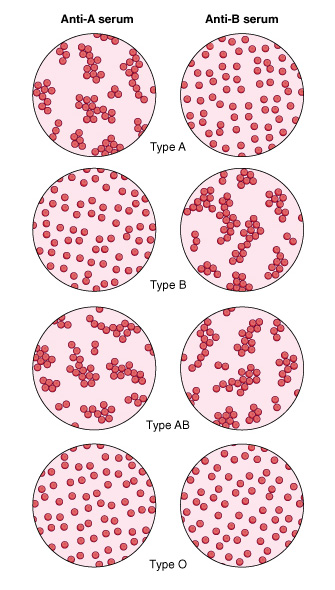 Anti-A serum Anti-B serum
Type A
Type B
Type AB
Type O